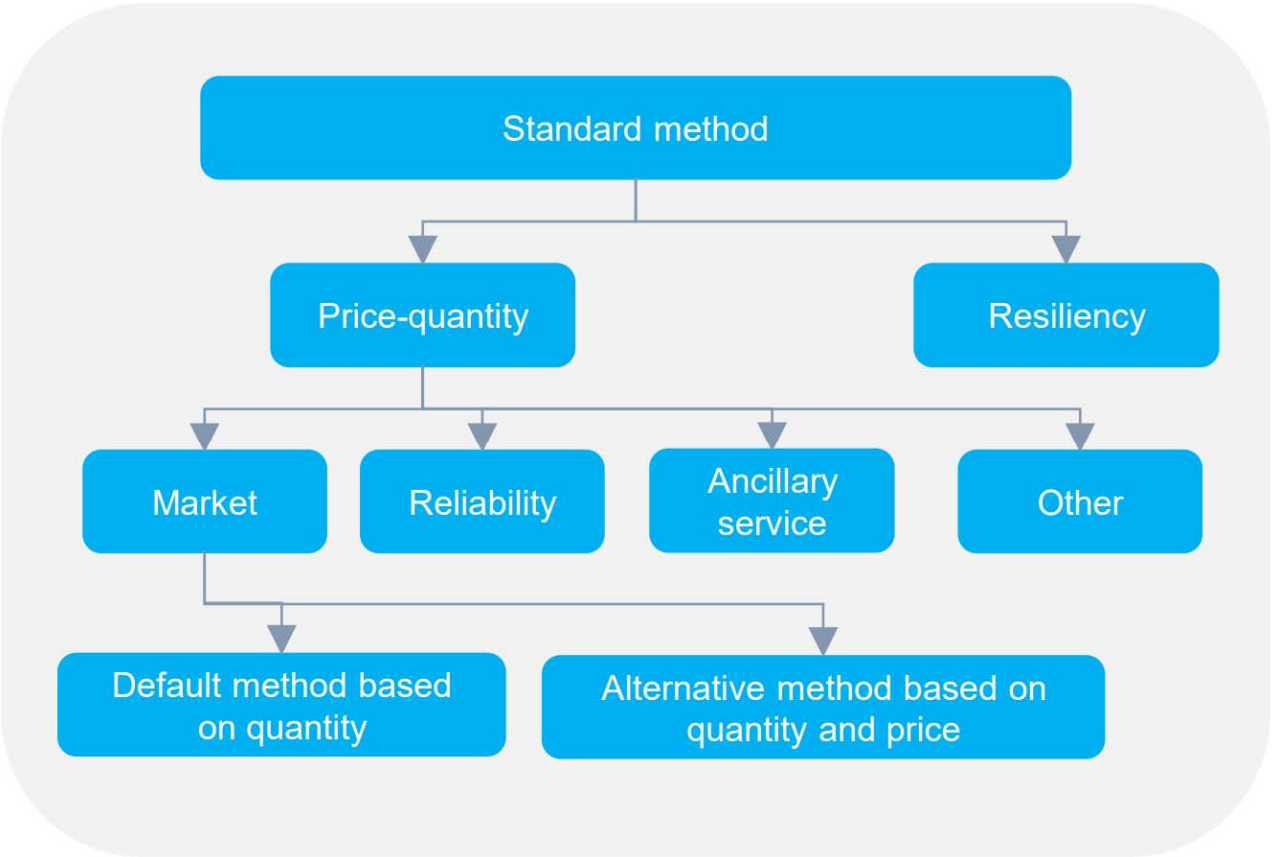 Standard method
Price-quantity
Resiliency
Market
Reliability
Ancillary
service
Other
Default method based
on quantity
Alternative method based on
quantity and price